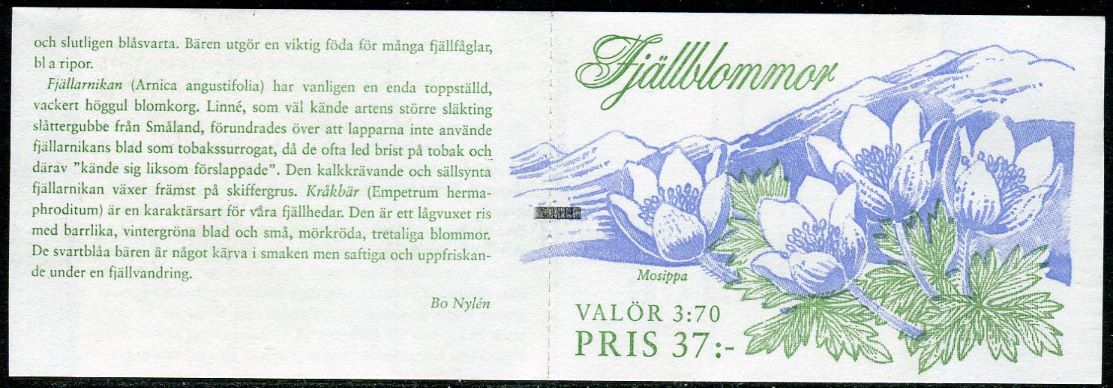 och slutligen blåsvarta. Bären utgör en viktig föda för många fjällfåglar,
bl a ripor.
Fjällarnikan (Arnica angustifolia) har vanligen en enda toppställd,
vackert höggul blomkorg. Linné, som väl kände artens större släkting
slåttergubbe från Småland, förundrades över att lapparna inte använde
fjällarnikans blad som tobakssurrogat, då de ofta led brist på tobak och
därav "kände sig liksom förslappade". Den kalkkrävande och sällsynta
fjällarnikan växer främst på skiffergrus. Kråkbär (Empetrum herma-
phroditum) är en karaktärsart för våra fjällhedar. Den är ett lågvuxet ris
med barrlika, vintergröna blad och små, mörkröda, tretaliga blommor.
De svartblåa bären är något kärva i smaken men saftiga och uppfriskan-
de under en fjällvandring.
Bo Nylén
Fjällblommor
Mosippa
VALÖR 3:70
PRIS 37:-